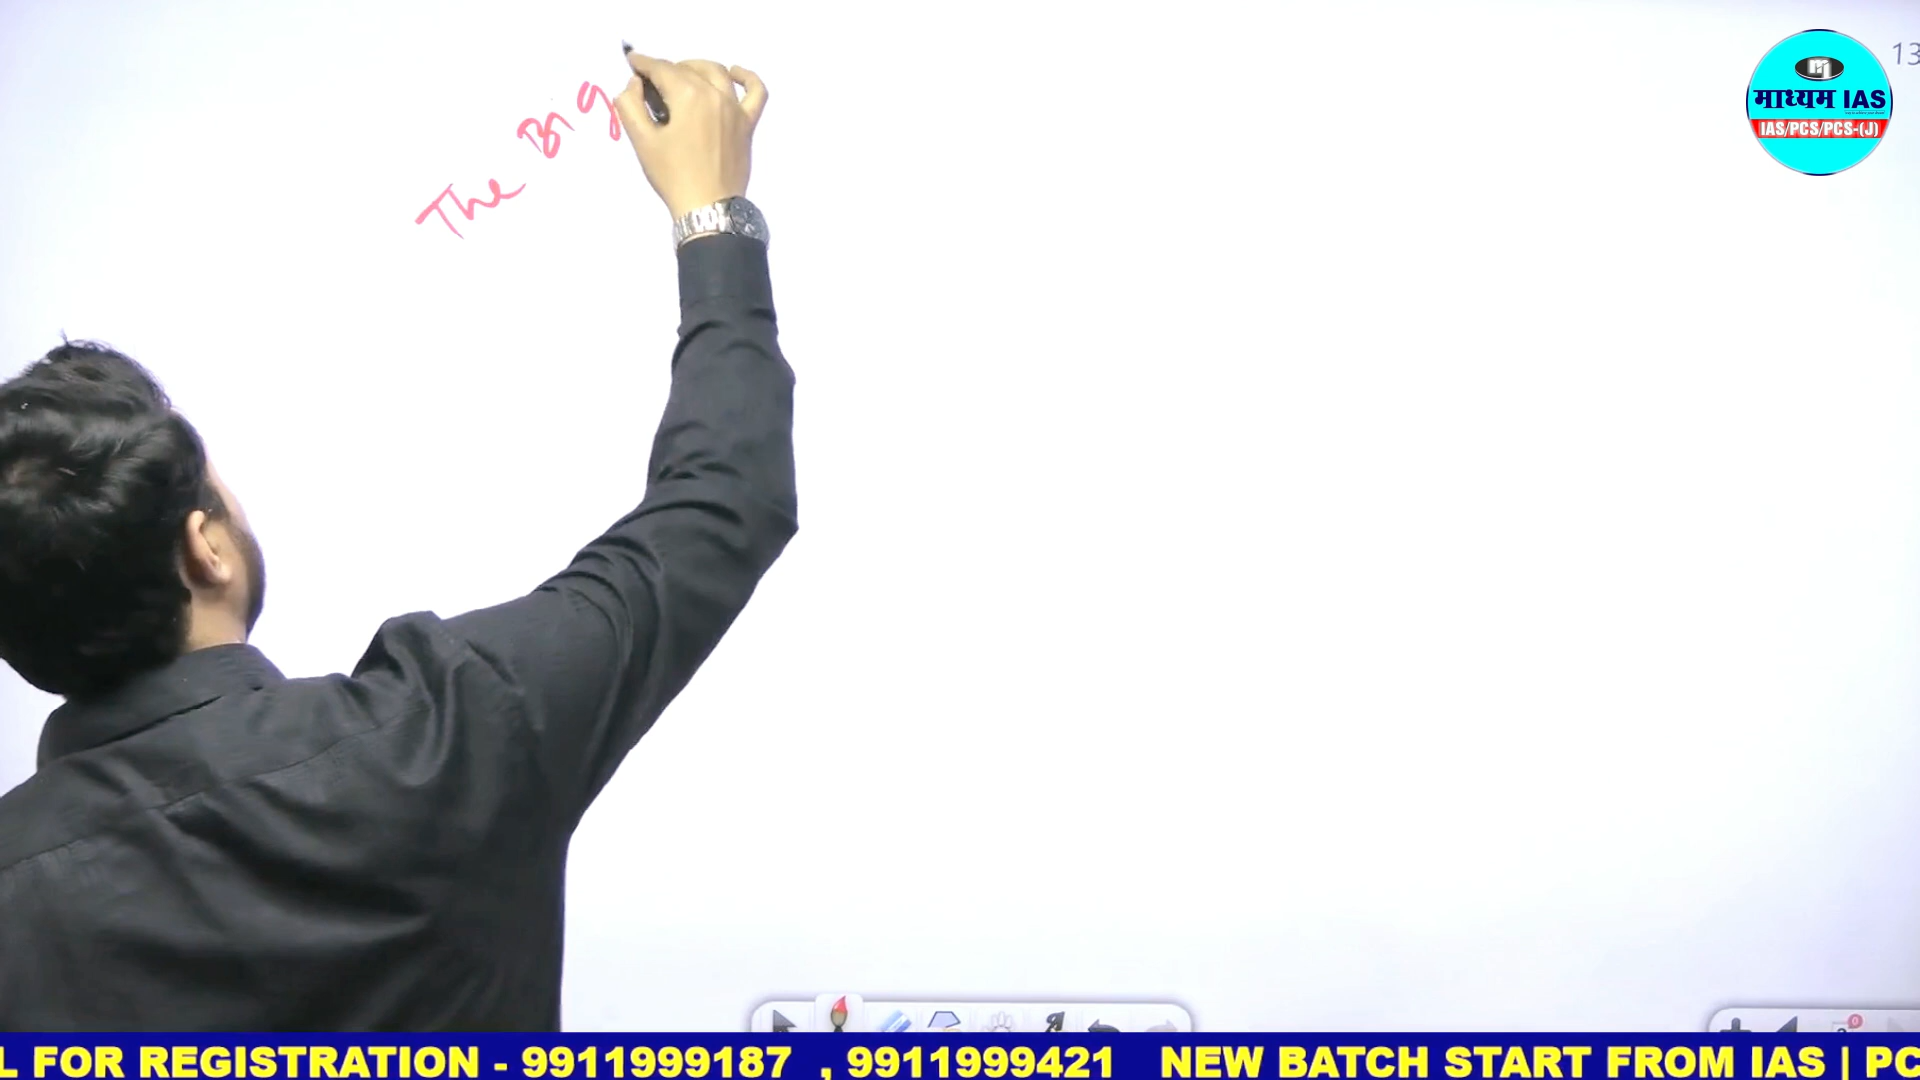 The Big
13
माध्यम IAS
IAS/PCS/PCS-(J)
L FOR REGISTRATION - 9911999187 , 9911999421 NEW BATCH START FROM IAS | PC